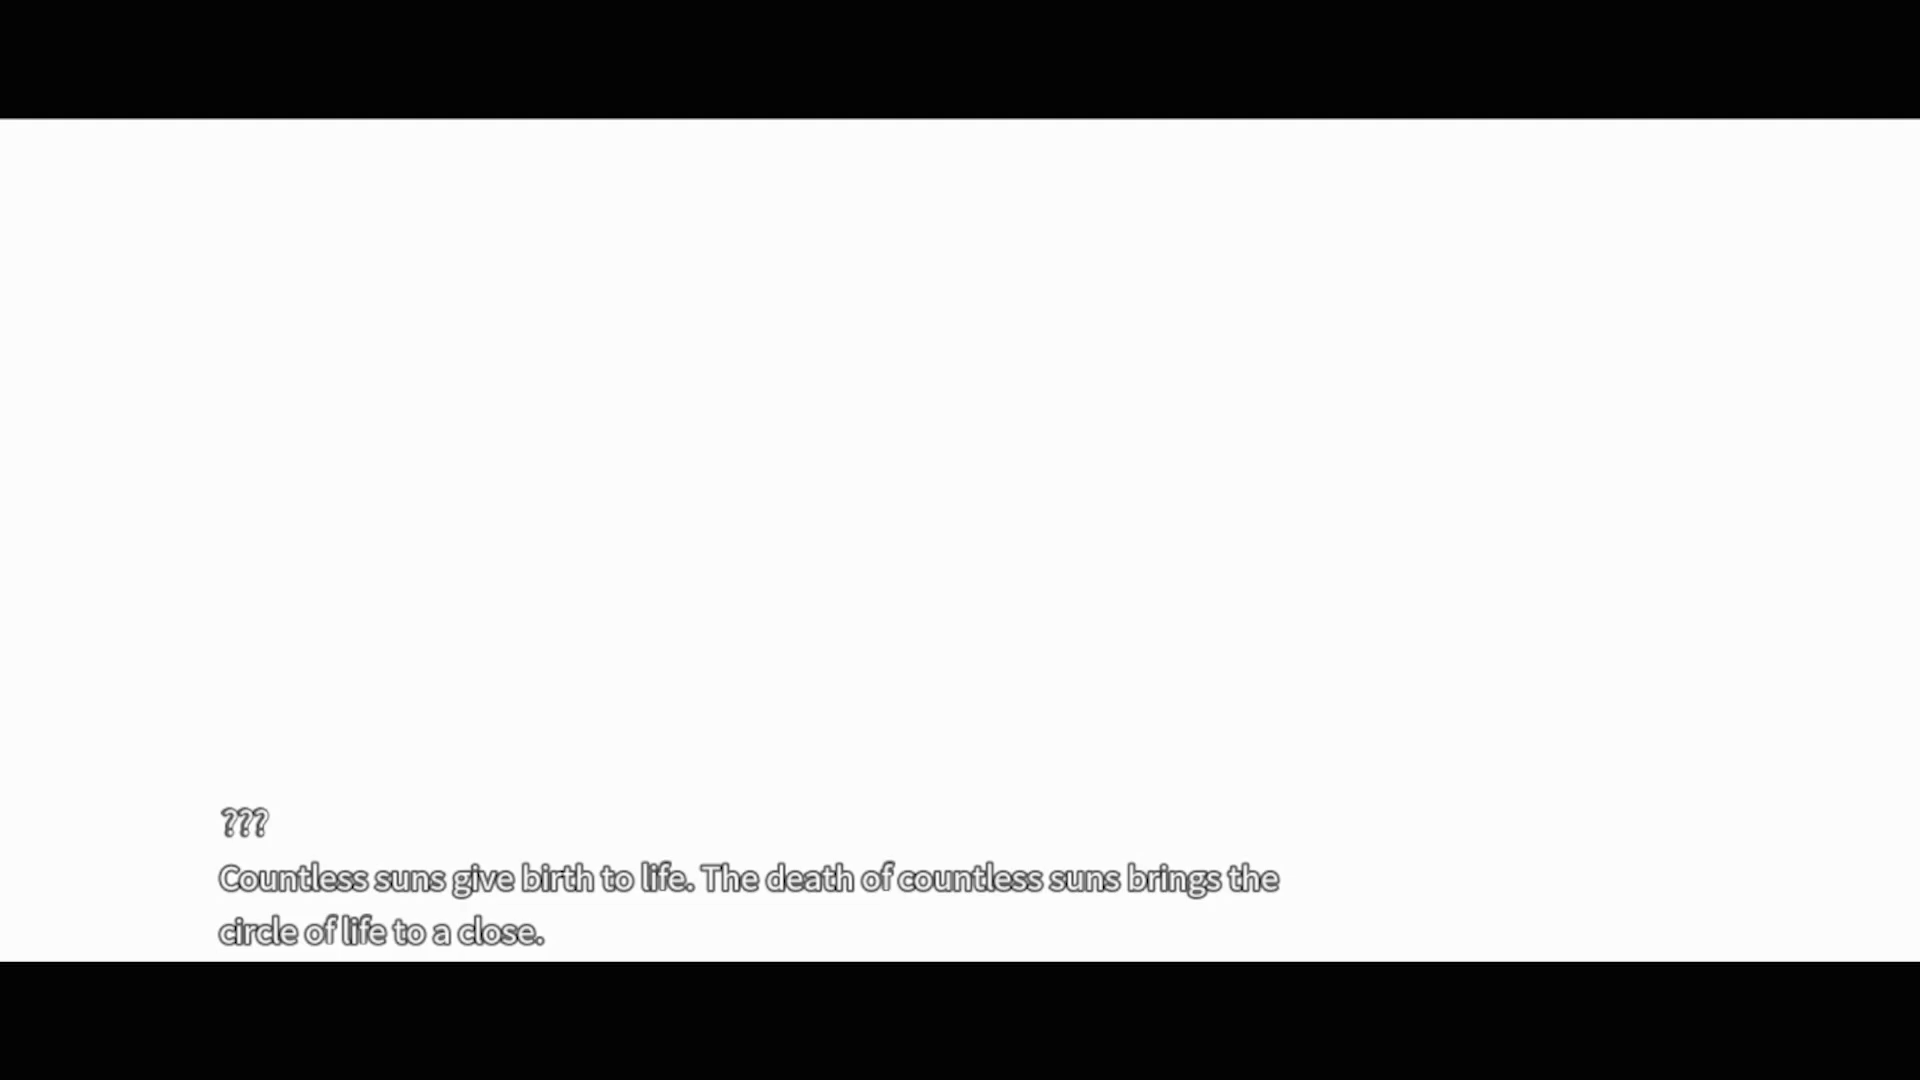 ???
Countless suns give birth to life. The death of countless suns brings the
circle of life to a close.